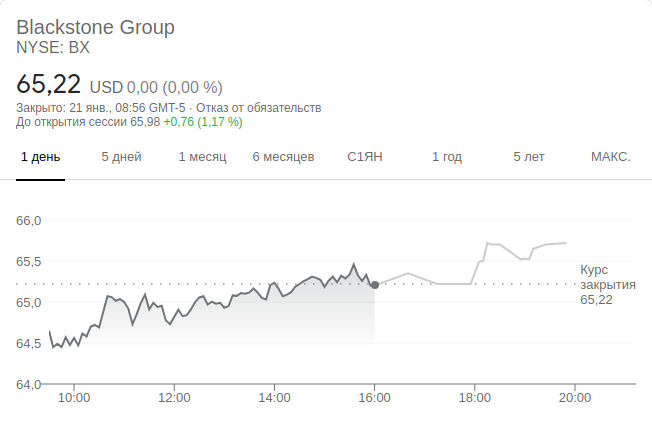 Blackstone Group
NYSE: BX
65,22 USD 0,00 (0,00 %)
Закрыто: 21 янв., 08:56 GMT-5 · Отказ от обязательств
До открытия сессии 65,98 +0,76 (1,17 %)
1 день 5 дней 1 месяц 6 месяцев С1ЯН 1 год 5 лет МАКС.
66,0
65,5
Курс
закрытия
65,22
65,0
64,5
64,0
10:00 12:00 14:00 16:00 18:00 20:00